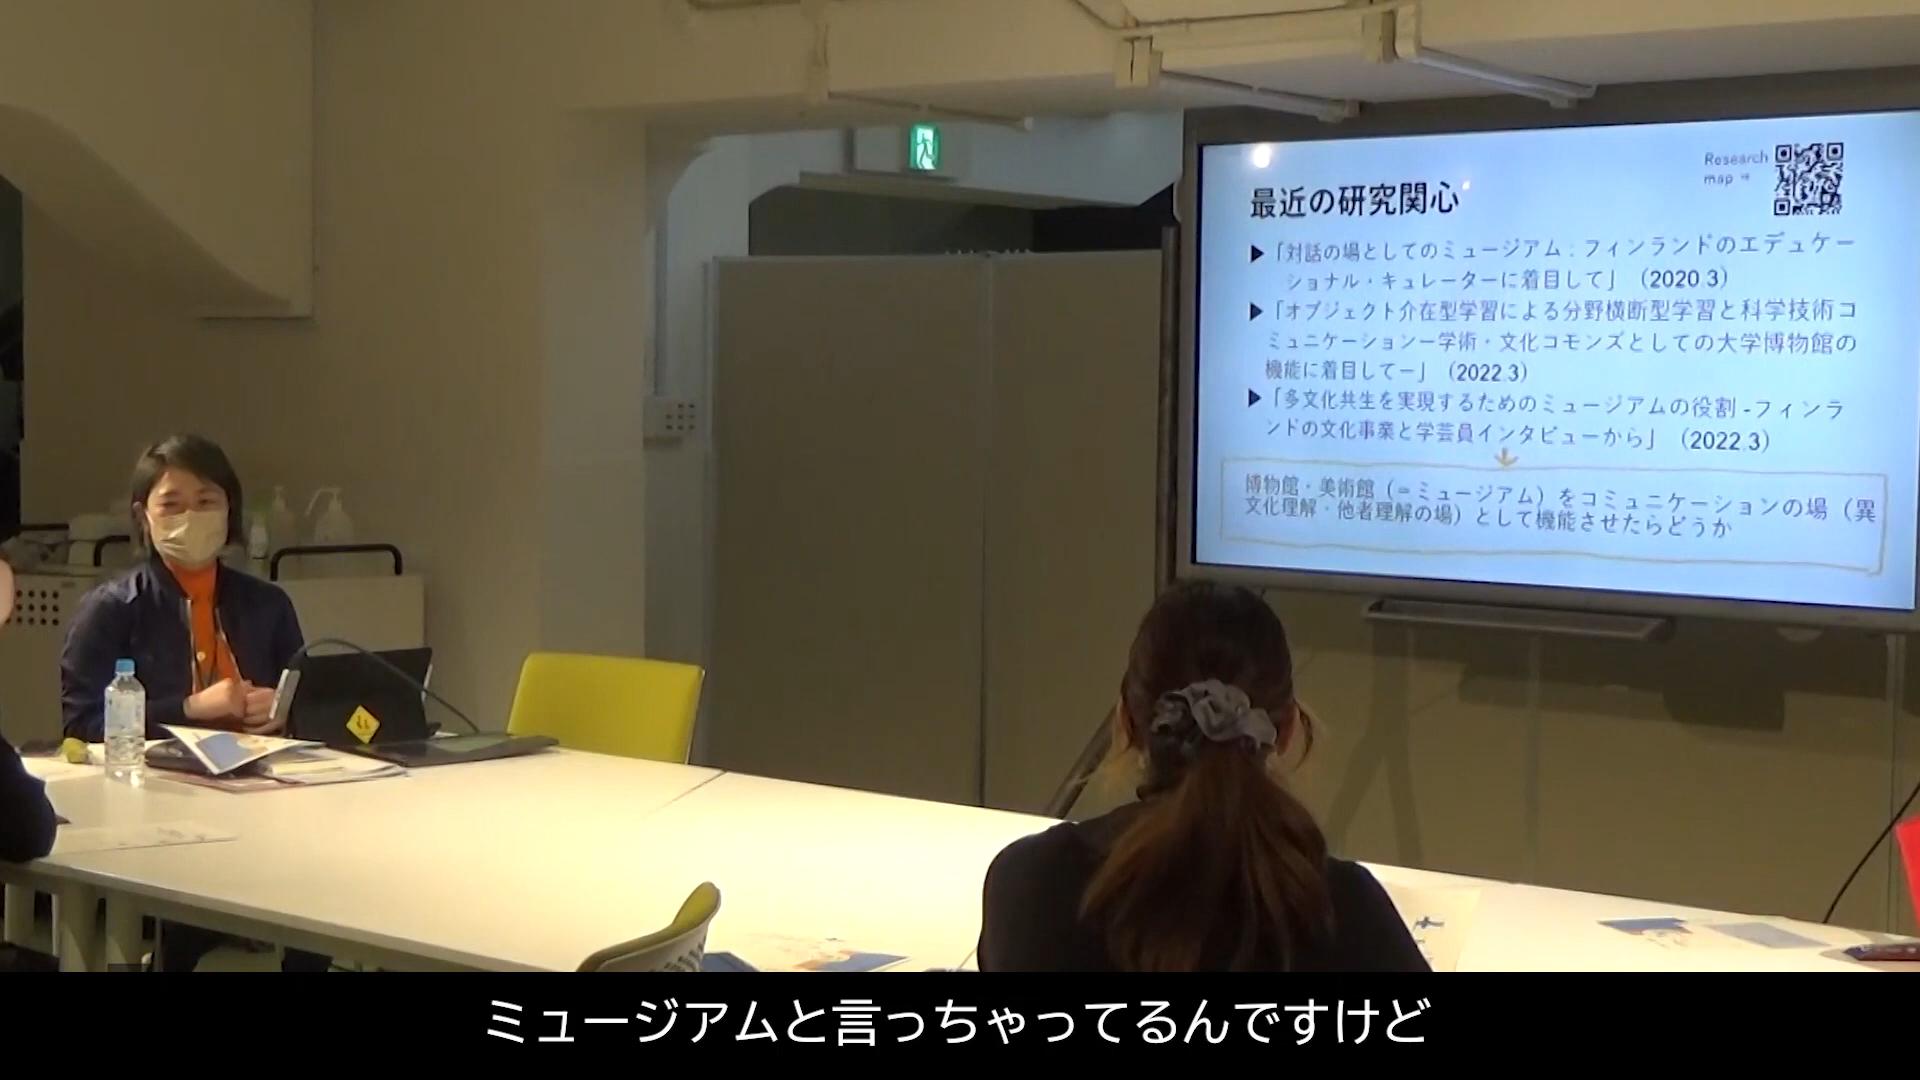 Research
map
最近の研究関心
「対話の場としてのミュージアム：フィンランドのエデュケー
ショナル・キュレーターに着目して」（2020.3）
「オブジェクト介在型学習による分野横断型学習と科学技術コ
ミュニケーションー学術・文化コモンズとしての大学博物館の
機能に着目してー」（2022.3）
「多文化共生を実現するためのミュージアムの役割-フィンラ
ンドの文化事業と学芸員インタビューから」（2022.3）
博物館・美術館（＝ミュージアム）をコミュニケーションの場（異
文化理解・他者理解の場）として機能させたらどうか
ミュージアムと言っちゃってるんですけど